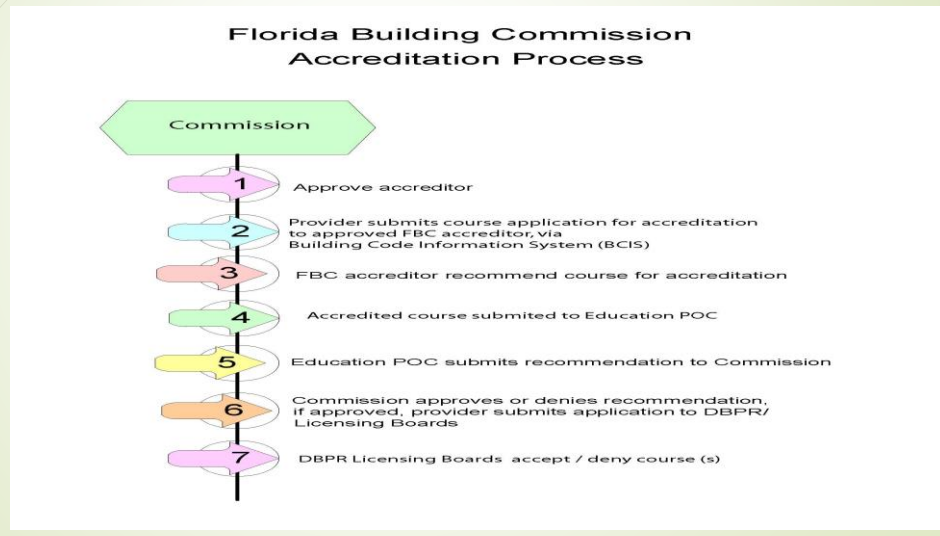 Florida Building Commission
Accreditation Process
Commission
1
Approve accreditor
2
Provider submits course application for accreditation
to approved FBC accreditor, via
Building Code Information System (BCIS)
3
FBC accreditor recommend course for accreditation
4
Accredited course submited to Education POC
5
Education POC submits recommendation to Commission
6
Commission approves or denies recommendation,
if approved, provider submits application to DBPR/
Licensing Boards
7
DBPR Licensing Boards accept / deny course (s)